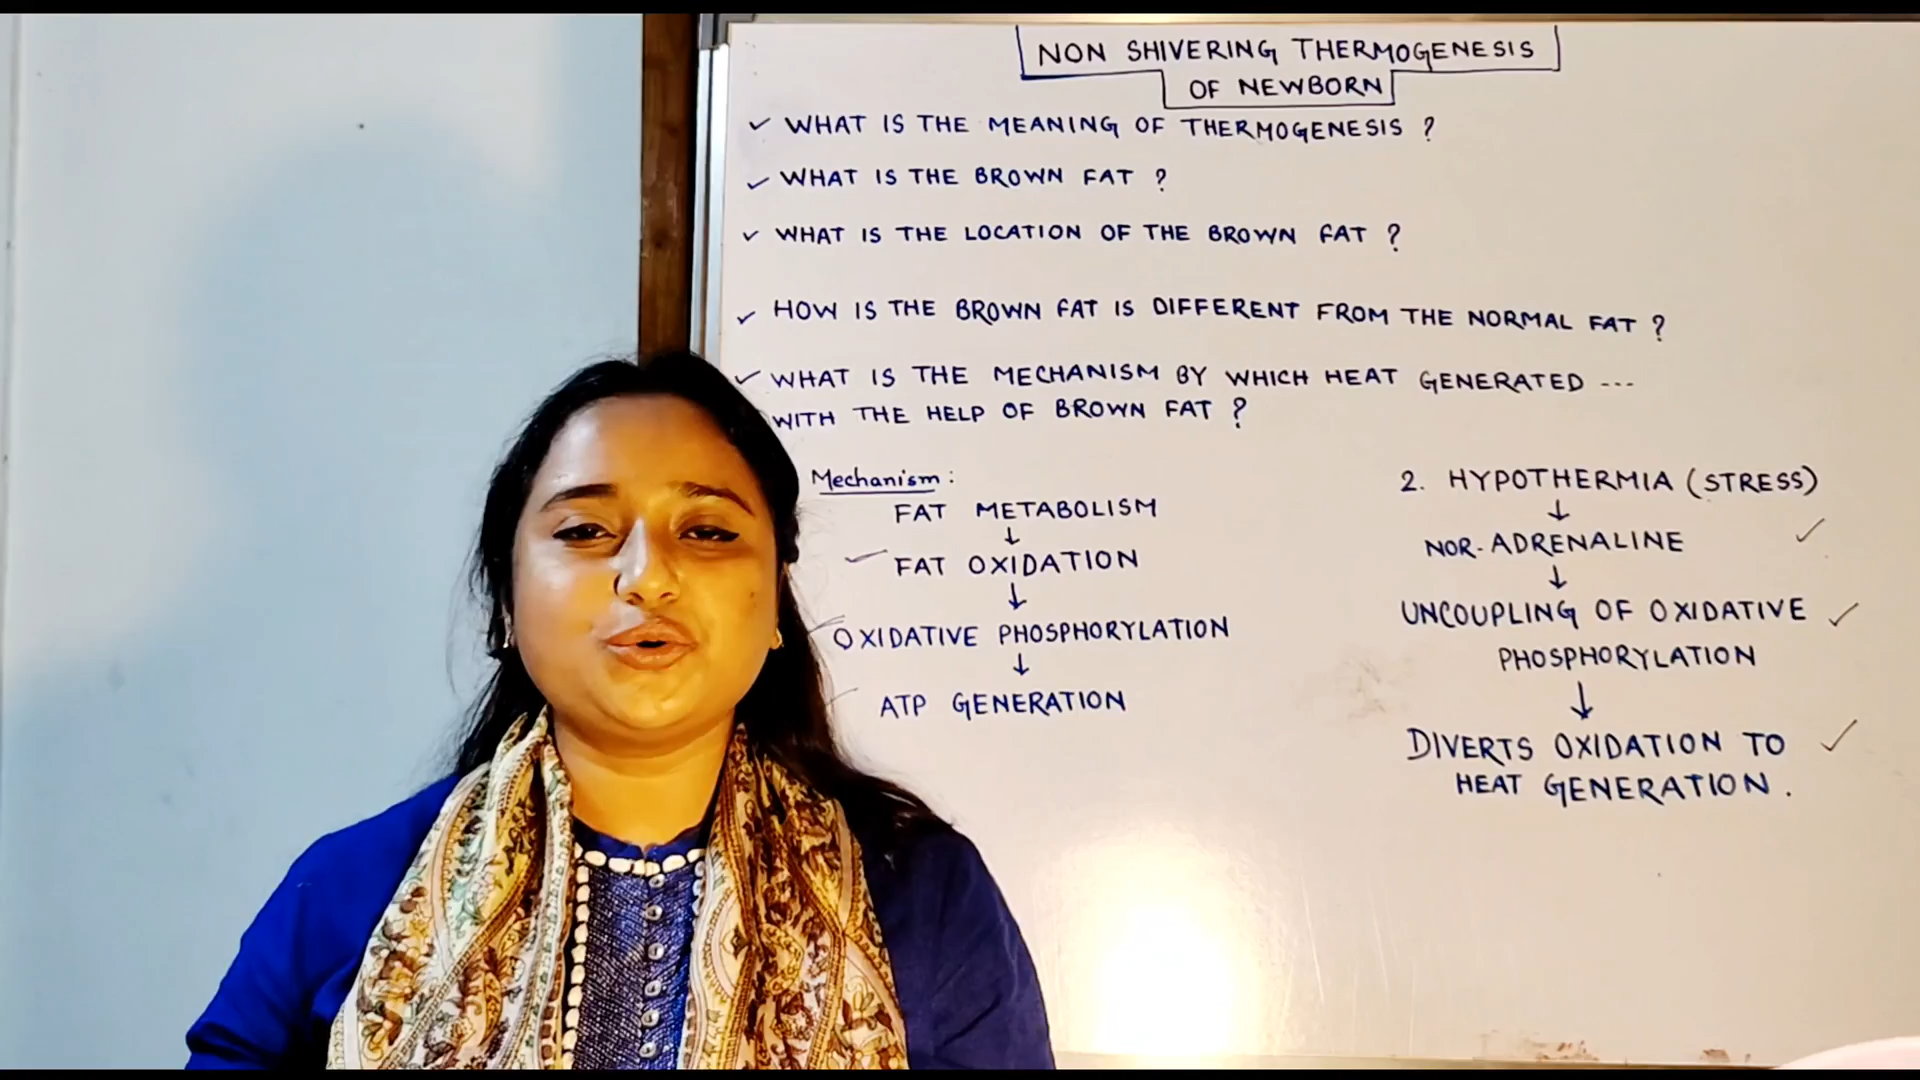 NON SHIVERING THERMOGENESIS
OF NEWBORN
✓ WHAT IS THE MEANING OF THERMOGENESIS ?
✓ WHAT IS THE BROWN FAT ?
✓ WHAT IS THE LOCATION OF THE BROWN FAT ?
✓ HOW IS THE BROWN FAT IS DIFFERENT FROM THE NORMAL FAT ?
✓ WHAT IS THE MECHANISM BY WHICH HEAT GENERATED ---
WITH THE HELP OF BROWN FAT ?
Mechanism :
FAT METABOLISM
↓
✓ FAT OXIDATION
↓
OXIDATIVE PHOSPHORYLATION
↓
ATP GENERATION
2. HYPOTHERMIA (STRESS)
↓
NOR-ADRENALINE ✓
↓
UNCOUPLING OF OXIDATIVE ✓
PHOSPHORYLATION
↓
DIVERTS OXIDATION TO ✓
HEAT GENERATION.